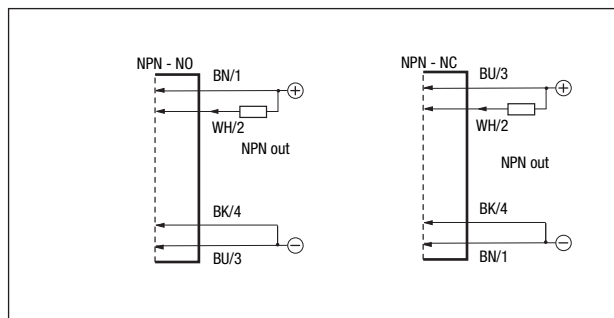 NPN - NO
BN/1
+
WH/2
NPN out
BK/4
−
BU/3
NPN - NC
BU/3
+
WH/2
NPN out
BK/4
−
BN/1